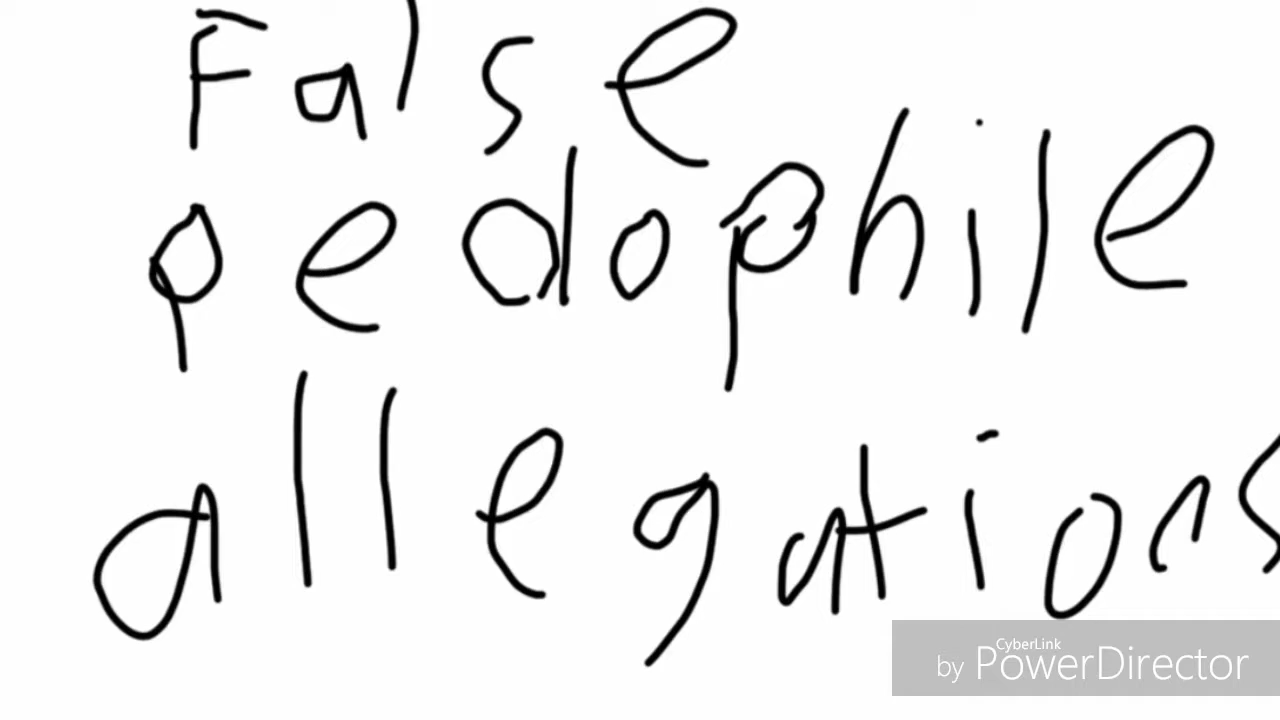 False
pedophile
allegations
CyberLink
by PowerDirector